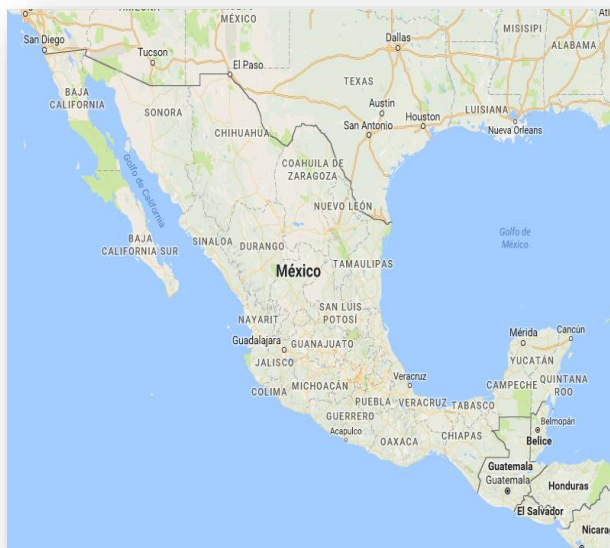 ARIZONA
MÉXICO
MISISIPI
Atl
San Diego
Tucson
Dallas
ALABAMA
El Paso
TEXAS
BAJA
CALIFORNIA
SONORA
Austin
Houston
LUISIANA
San Antonio
Nueva Orleans
CHIHUAHUA
COAHUILA DE
ZARAGOZA
Golfo de California
NUEVO LEÓN
Golfo de
México
BAJA
CALIFORNIA SUR
SINALOA
DURANGO
TAMAULIPAS
México
SAN LUIS
POTOSÍ
NAYARIT
Guadalajara
GUANAJUATO
Mérida
Cancún
YUCATÁN
JALISCO
COLIMA
MICHOACÁN
Veracruz
CAMPECHE
QUINTANA
ROO
PUEBLA
VERACRUZ
TABASCO
GUERRERO
Acapulco
OAXACA
CHIAPAS
Belmopán
Belice
Guatemala
Guatemala
Honduras
El Salvador
Nicara